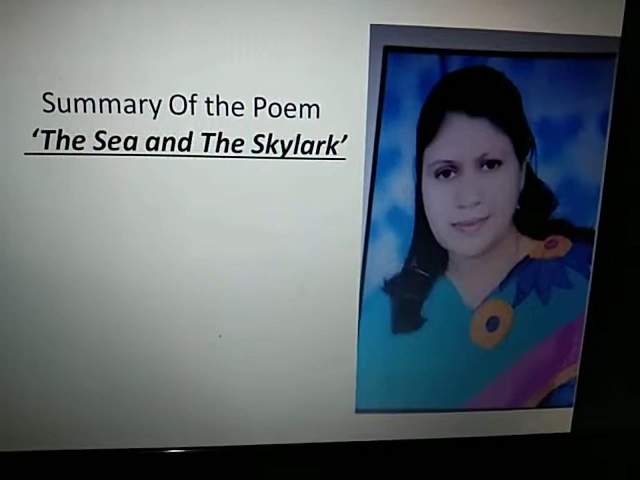 Summary Of the Poem
‘The Sea and The Skylark’